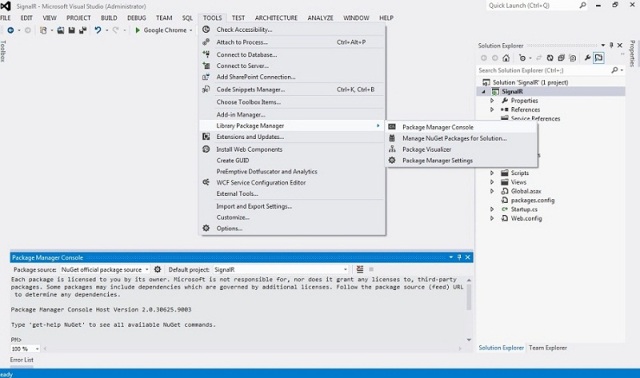 SignalR - Microsoft Visual Studio (Administrator)
Quick Launch (Ctrl+Q)
FILE EDIT VIEW PROJECT BUILD DEBUG TEAM SQL TOOLS TEST ARCHITECTURE ANALYZE WINDOW HELP
Google Chrome
Toolbox
Check Accessibility...
Attach to Process... Ctrl+Alt+P
Connect to Database...
Connect to Server...
Add SharePoint Connection...
Code Snippets Manager... Ctrl+K, Ctrl+B
Choose Toolbox Items...
Add-in Manager...
Library Package Manager
Extensions and Updates...
Install Web Components
Create GUID
PreEmptive Dotfuscator and Analytics
WCF Service Configuration Editor
External Tools...
Import and Export Settings...
Customize...
Options...
Package Manager Console
Manage NuGet Packages for Solution...
Package Visualizer
Package Manager Settings
Solution Explorer
Search Solution Explorer (Ctrl+;)
Solution 'SignalR' (1 project)
SignalR
Properties
References
Service References
Scripts
Views
Global.asax
packages.config
Startup.cs
Web.config
Solution Explorer Team Explorer
Properties
Package Manager Console
Package source: NuGet official package source Default project: SignalR
Each package is licensed to you by its owner. Microsoft is not responsible for, nor does it grant any licenses to, third-party
packages. Some packages may include dependencies which are governed by additional licenses. Follow the package source (feed) URL
to determine any dependencies.
Package Manager Console Host Version 2.0.30625.9003
Type 'get-help NuGet' to see all available NuGet commands.
PM>
100 %
Error List
eady